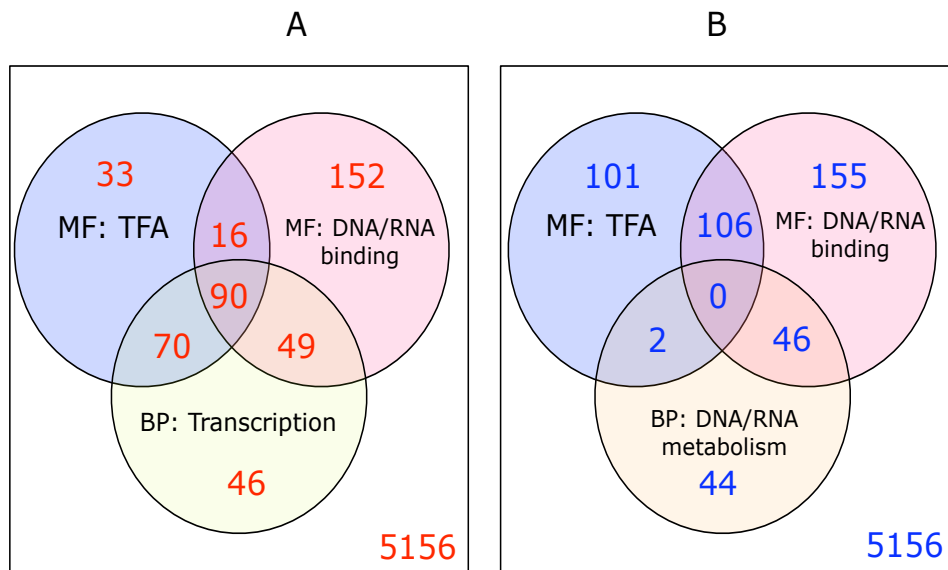 A
33
152
MF: TFA
16
MF: DNA/RNA
binding
90
70
49
BP: Transcription
46
5156
B
101
155
MF: TFA
106
MF: DNA/RNA
binding
0
2
46
BP: DNA/RNA
metabolism
44
5156